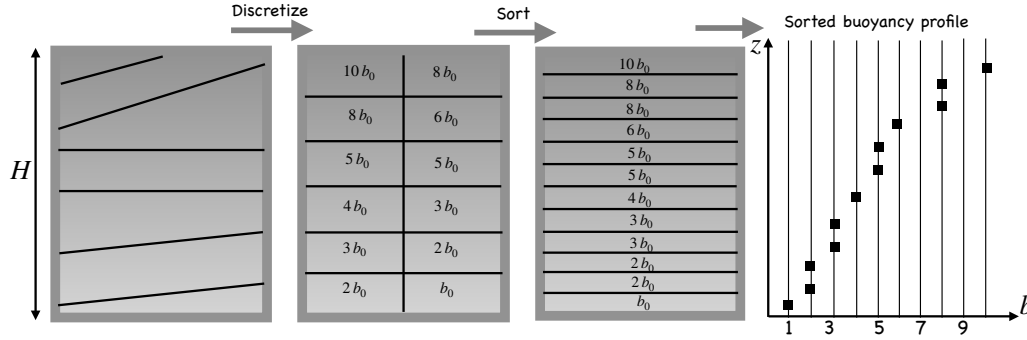 Discretize
Sort
Sorted buoyancy profile
H
10 b₀ 8 b₀
8 b₀ 6 b₀
5 b₀ 5 b₀
4 b₀ 3 b₀
3 b₀ 2 b₀
2 b₀ b₀
10 b₀
8 b₀
8 b₀
6 b₀
5 b₀
5 b₀
4 b₀
3 b₀
3 b₀
2 b₀
2 b₀
b₀
z
b
1 3 5 7 9